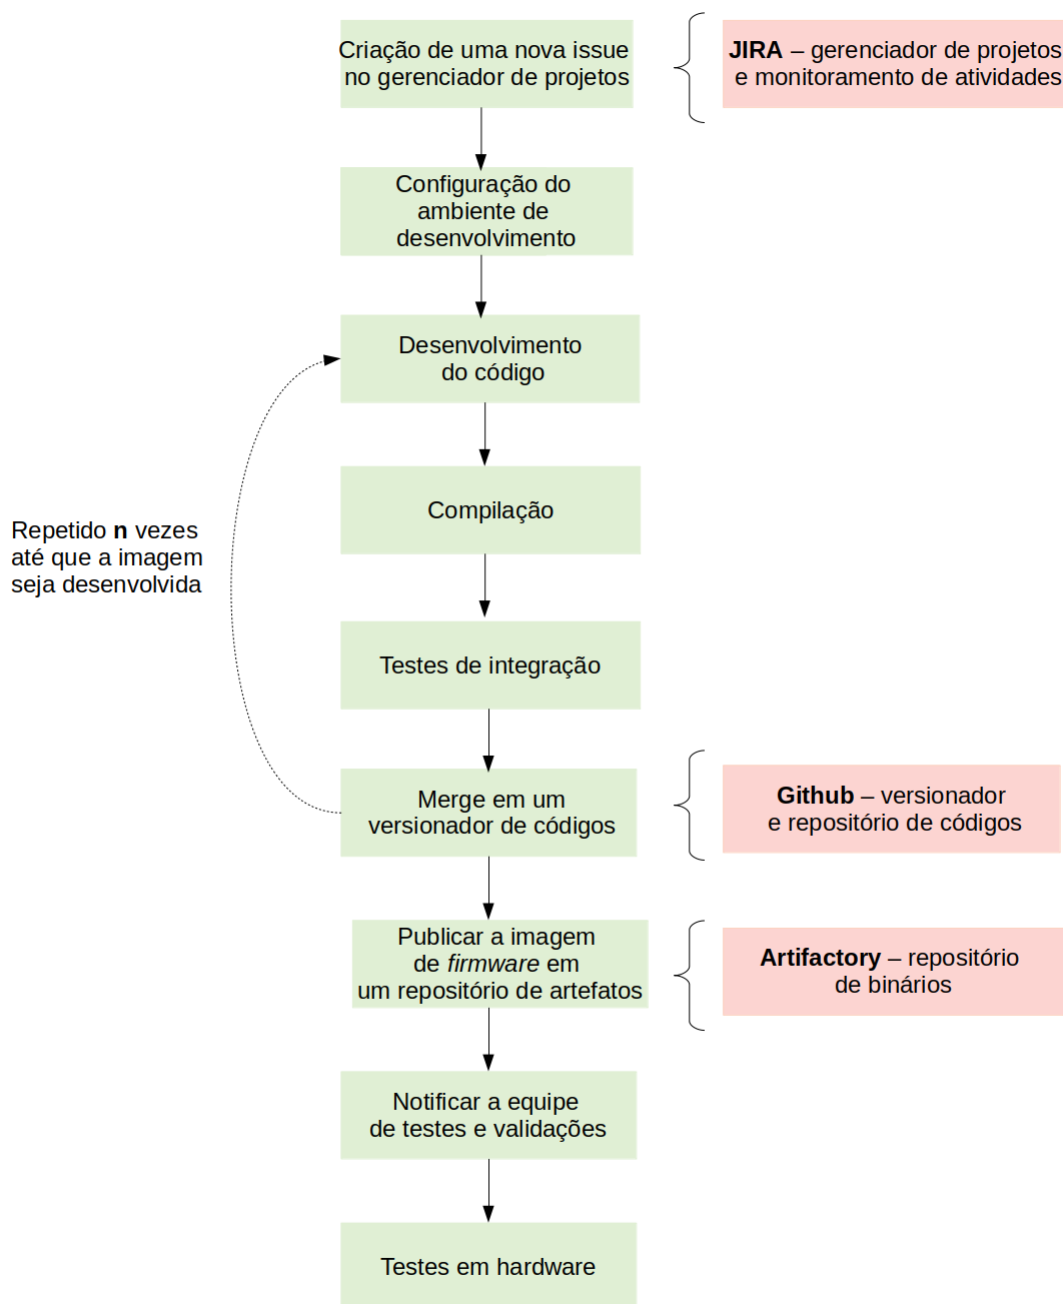 Criação de uma nova issue
no gerenciador de projetos
JIRA – gerenciador de projetos
e monitoramento de atividades
Configuração do
ambiente de
desenvolvimento
Desenvolvimento
do código
Compilação
Repetido n vezes
até que a imagem
seja desenvolvida
Testes de integração
Merge em um
versionador de códigos
Github – versionador
e repositório de códigos
Publicar a imagem
de firmware em
um repositório de artefatos
Artifactory – repositório
de binários
Notificar a equipe
de testes e validações
Testes em hardware